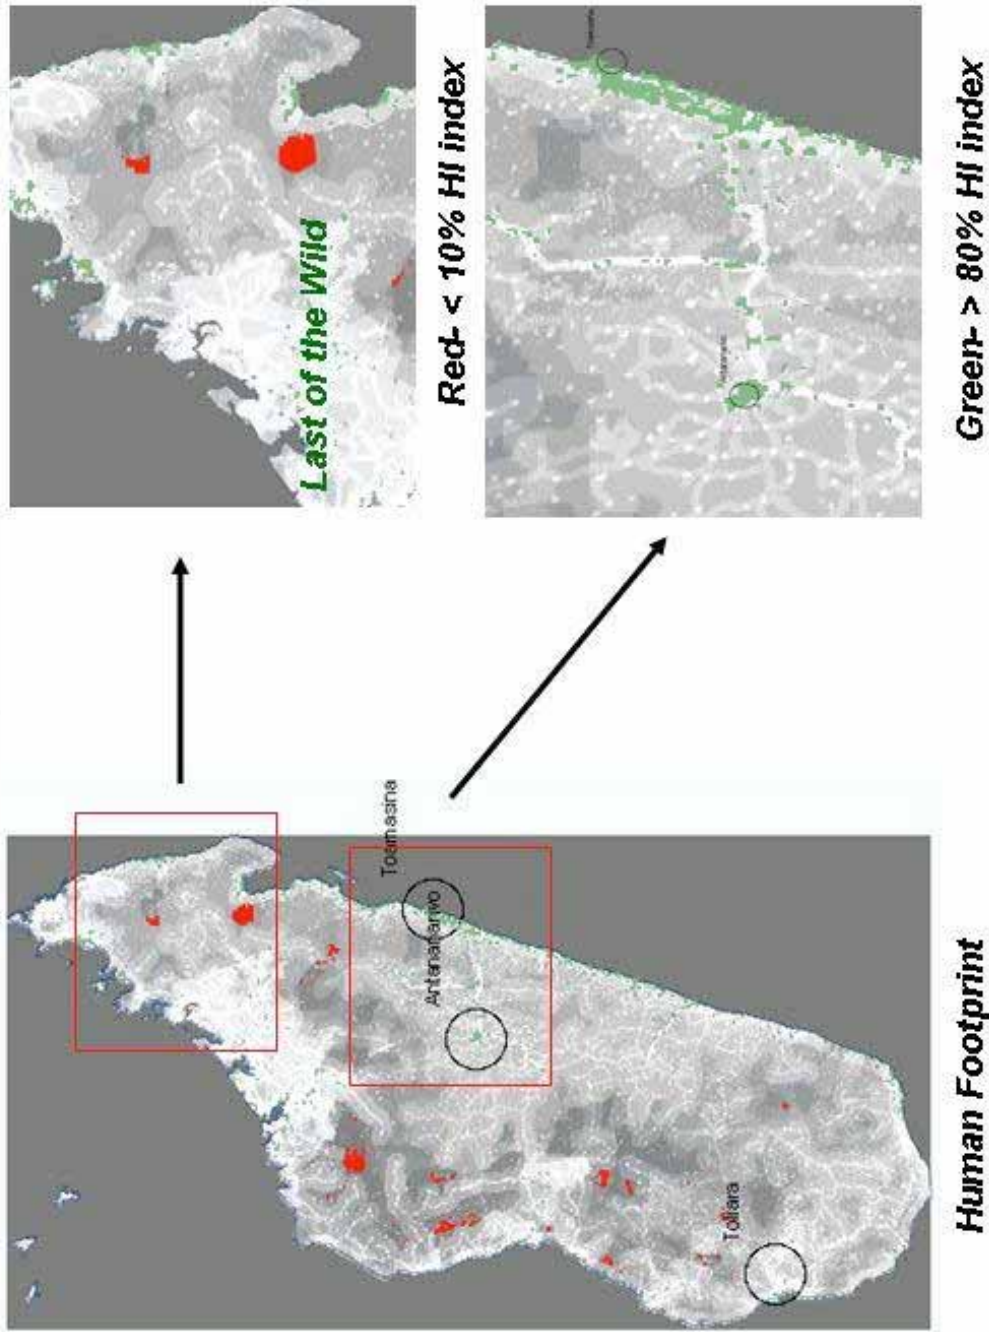 Last of the Wild
Red- < 10% HI index
Green- > 80% HI index
Toamasina
Antananarivo
Toliara
Human Footprint